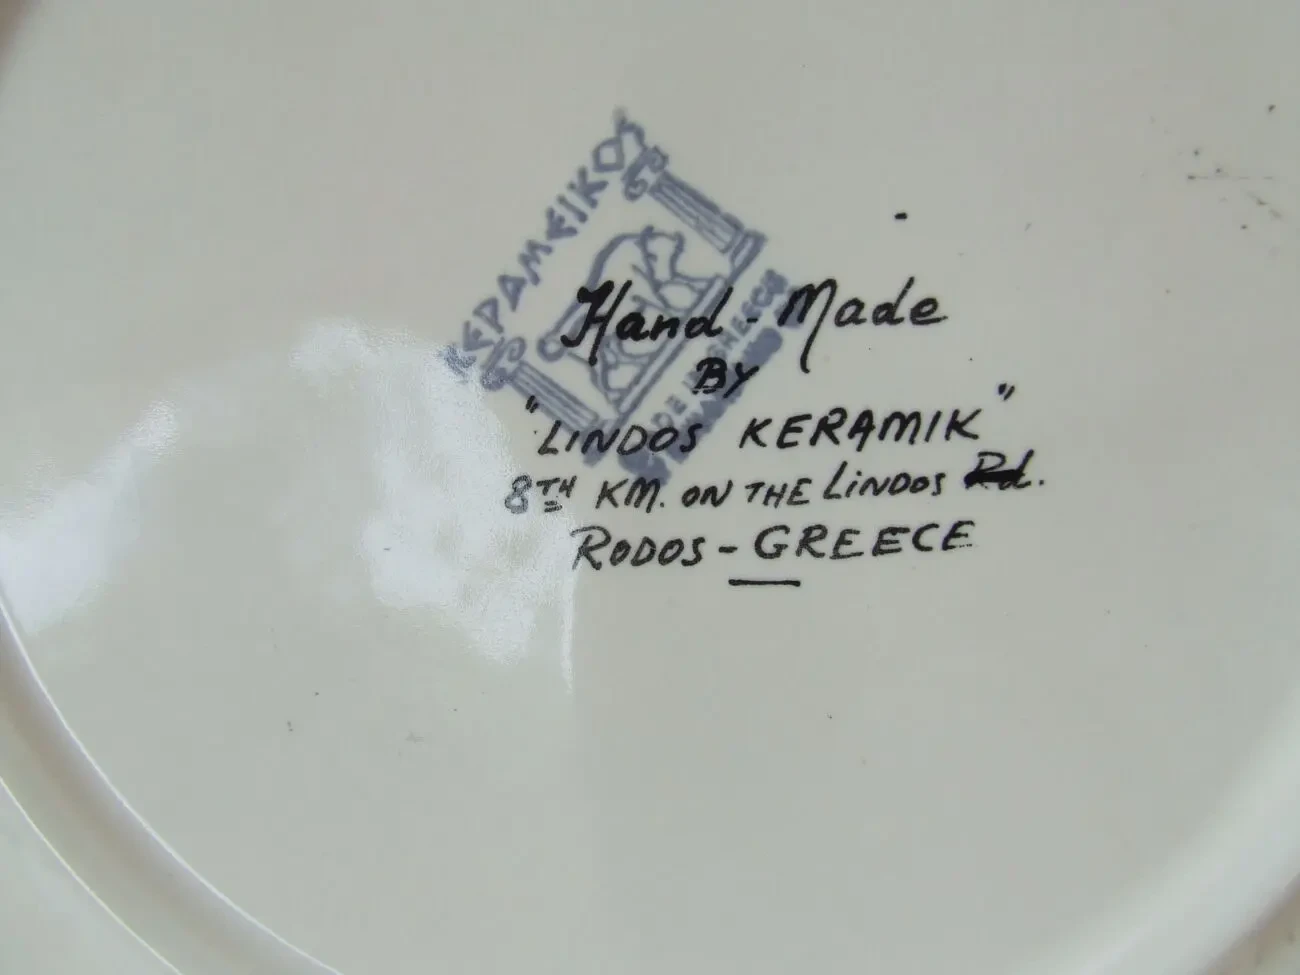 ΚΕΡΑΜΕΙΚΟΣ
Hand-Made
BY
"LINDOS KERAMIK"
8TH KM. ON THE LINDOS Rd.
RODOS-GREECE